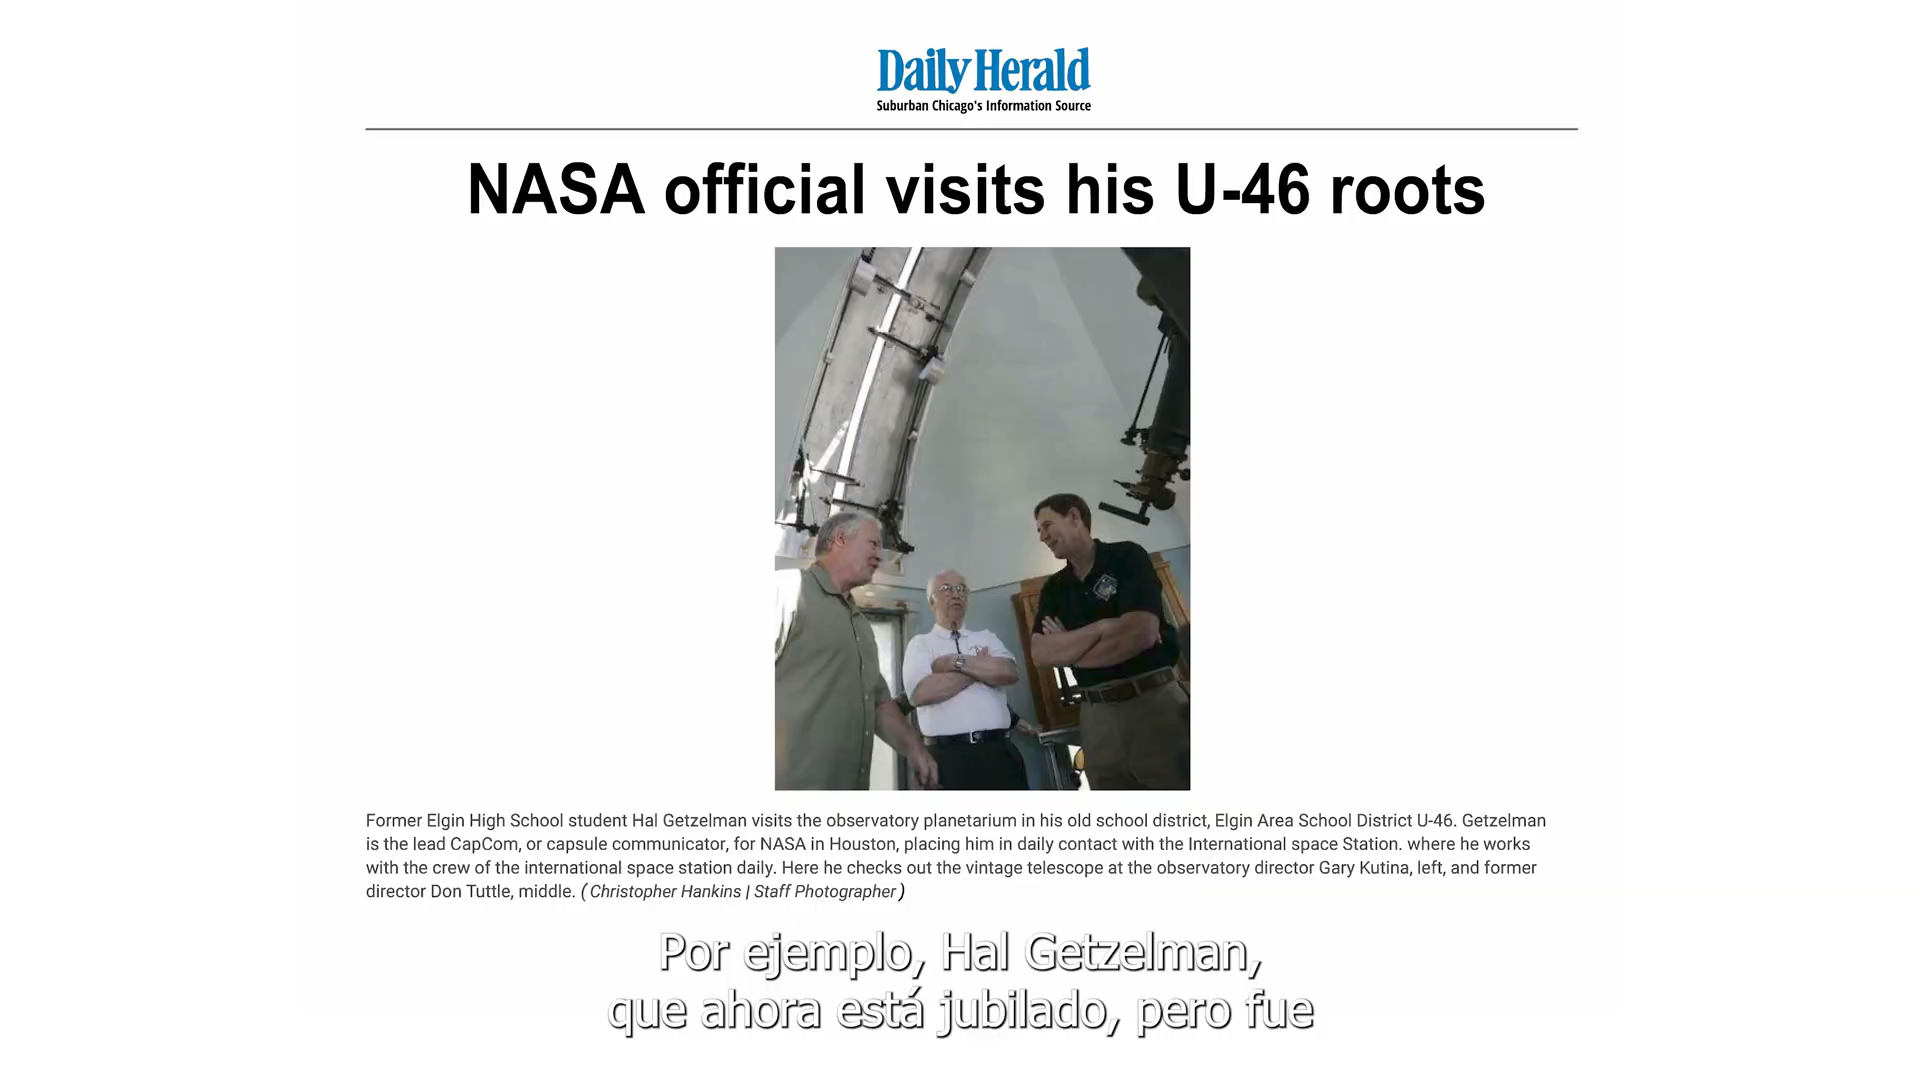 Daily Herald
Suburban Chicago's Information Source
NASA official visits his U-46 roots
Former Elgin High School student Hal Getzelman visits the observatory planetarium in his old school district, Elgin Area School District U-46. Getzelman
is the lead CapCom, or capsule communicator, for NASA in Houston, placing him in daily contact with the International space Station. where he works
with the crew of the international space station daily. Here he checks out the vintage telescope at the observatory director Gary Kutina, left, and former
director Don Tuttle, middle. ( Christopher Hankins | Staff Photographer )
Por ejemplo, Hal Getzelman,
que ahora está jubilado, pero fue